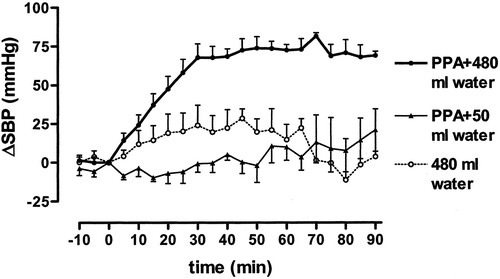 100
75
50
25
0
-25
ΔSBP (mmHg)
-10 0 10 20 30 40 50 60 70 80 90
time (min)
PPA+480
ml water
PPA+50
ml water
480 ml
water